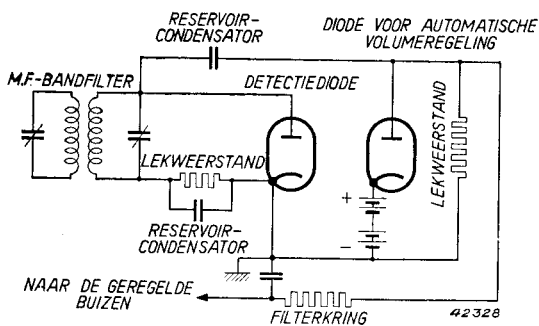 RESERVOIR-
CONDENSATOR
DIODE VOOR AUTOMATISCHE
VOLUMEREGELING
M.F.-BANDFILTER
DETECTIEDIODE
LEKWEERSTAND
LEKWEERSTAND
RESERVOIR-
CONDENSATOR
+
-
NAAR DE GEREGELDE
BUIZEN
FILTERKRING
42328